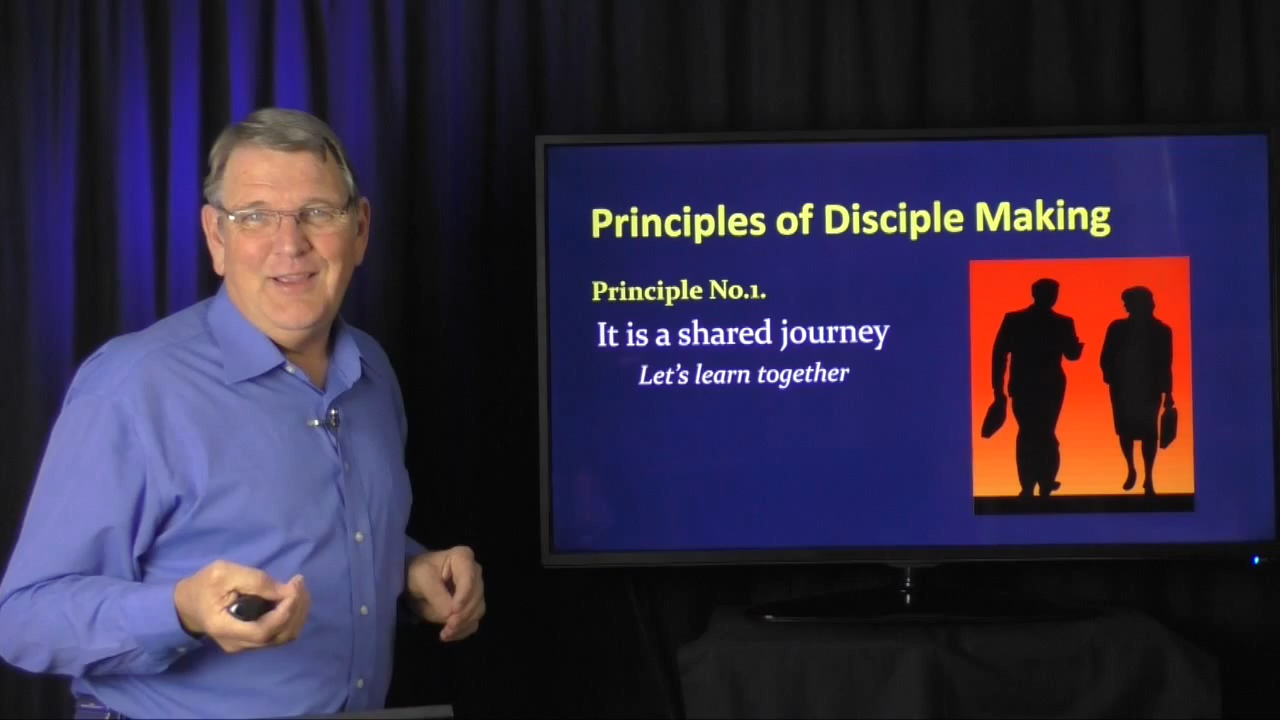 Principles of Disciple Making
Principle No.1.
It is a shared journey
Let's learn together